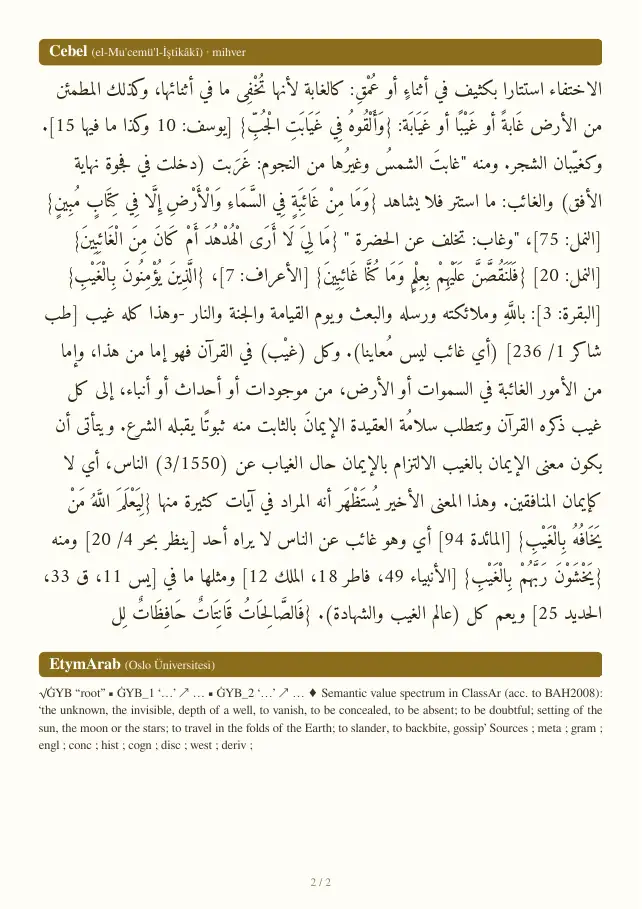 Cebel (el-Mu'cemü'l-İştikâkî) · mihver
الاختفاء استتارا بكثيف في أثناءٍ أو عُمْقِ: كالغابة لأنها تُخْفِى ما في أثنائها، وكذلك المطمئن
من الأرض غَابةً أو غَيْبًا أو غَيَابَة: {وَأَلْقُوهُ فِي غَيَابَتِ الْجُبِّ} [يوسف: 10 وكذا ما فيها 15].
وكغيّبان الشجر. ومنه "غابتَ الشمسُ وغيرُها من النجوم: غَرَبت (دخلت في فجوة نهاية
الأفق) والغائب: ما استتر فلا يشاهد {وَمَا مِنْ غَائِبَةٍ فِي السَّمَاءِ وَالْأَرْضِ إِلَّا فِي كِتَابٍ مُبِينٍ}
[النمل: 75]، "وغاب: تخلف عن الحضرة " {مَا لِيَ لَا أَرَى الْهُدْهُدَ أَمْ كَانَ مِنَ الْغَائِبِينَ}
[النمل: 20] {فَلَنَقُصَّنَّ عَلَيْهِمْ بِعِلْمٍ وَمَا كُنَّا غَائِبِينَ} [الأعراف: 7]، {الَّذِينَ يُؤْمِنُونَ بِالْغَيْبِ}
[البقرة: 3]: باللَّهِ وملائكته ورسله والبعث ويوم القيامة والجنة والنار -وهذا كله غيب [طب
شاكر 1/ 236] (أي غائب ليس مُعاينا). وكل (غيْب) في القرآن فهو إما من هذا، وإما
من الأمور الغائبة في السموات أو الأرض، من موجودات أو أحداث أو أنباء، إلى كل
غيب ذكره القرآن وتتطلب سلامُة العقيدة الإيمانَ بالثابت منه ثبوتًا يقبله الشرع. ويتأتى أن
يكون معنى الإيمان بالغيب الالتزام بالإيمان حال الغياب عن (3/1550) الناس، أي لا
كإيمان المنافقين. وهذا المعنى الأخير يُستَظْهَر أنه المراد في آيات كثيرة منها {لِيَعْلَمَ اللَّهُ مَنْ
يَخَافُهُ بِالْغَيْبِ} [المائدة 94] أي وهو غائب عن الناس لا يراه أحد [ينظر بحر 4/ 20] ومنه
{يَخْشَوْنَ رَبَّهُمْ بِالْغَيْبِ} [الأنبياء 49، فاطر 18، الملك 12] ومثلها ما في [يس 11، ق 33،
الحديد 25] ويعم كل (عالم الغيب والشهادة). {فَالصَّالِحَاتُ قَانِتَاتٌ حَافِظَاتٌ لِل
EtymArab (Oslo Üniversitesi)
√ĠYB “root” ▪ ĠYB_1 ‘…’ ↗ … ▪ ĠYB_2 ‘…’ ↗ … ♦ Semantic value spectrum in ClassAr (acc. to BAH2008):
‘the unknown, the invisible, depth of a well, to vanish, to be concealed, to be absent; to be doubtful; setting of the
sun, the moon or the stars; to travel in the folds of the Earth; to slander, to backbite, gossip’ Sources ; meta ; gram ;
engl ; conc ; hist ; cogn ; disc ; west ; deriv ;
2 / 2